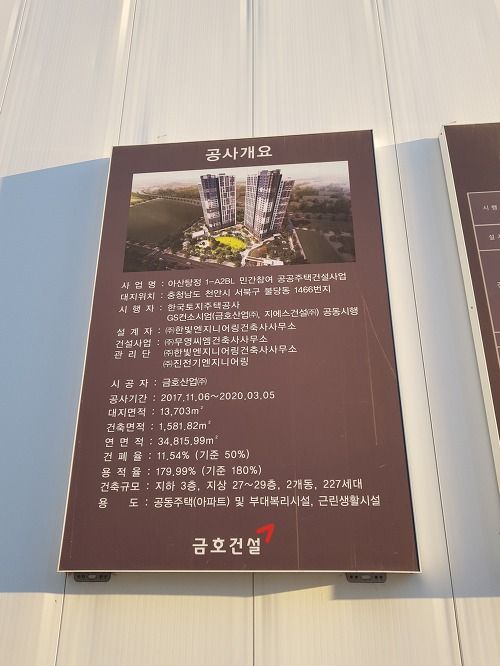 공사개요
사 업 명 : 아산탕정 1-A2BL 민간참여 공공주택건설사업
대지위치 : 충청남도 천안시 서북구 불당동 1466번지
시 행 자 : 한국토지주택공사
GS컨소시업(금호산업㈜, 지에스건설㈜) 공동시행
설 계 자 : ㈜한빛엔지니어링건축사사무소
건설사업 : ㈜무영씨엠건축사사무소
관 리 단 ㈜한빛엔지니어링건축사사무소
㈜진전기엔지니어링
시 공 자 : 금호산업㈜
공사기간 : 2017.11.06~2020.03.05
대지면적 : 13,703㎡
건축면적 : 1,581.82㎡
연 면 적 : 34,815.99㎡
건 폐 율 : 11.54% (기준 50%)
용 적 율 : 179.99% (기준 180%)
건축규모 : 지하 3층, 지상 27~29층, 2개동, 227세대
용 도 : 공동주택(아파트) 및 부대복리시설, 근린생활시설
금호건설
시 행